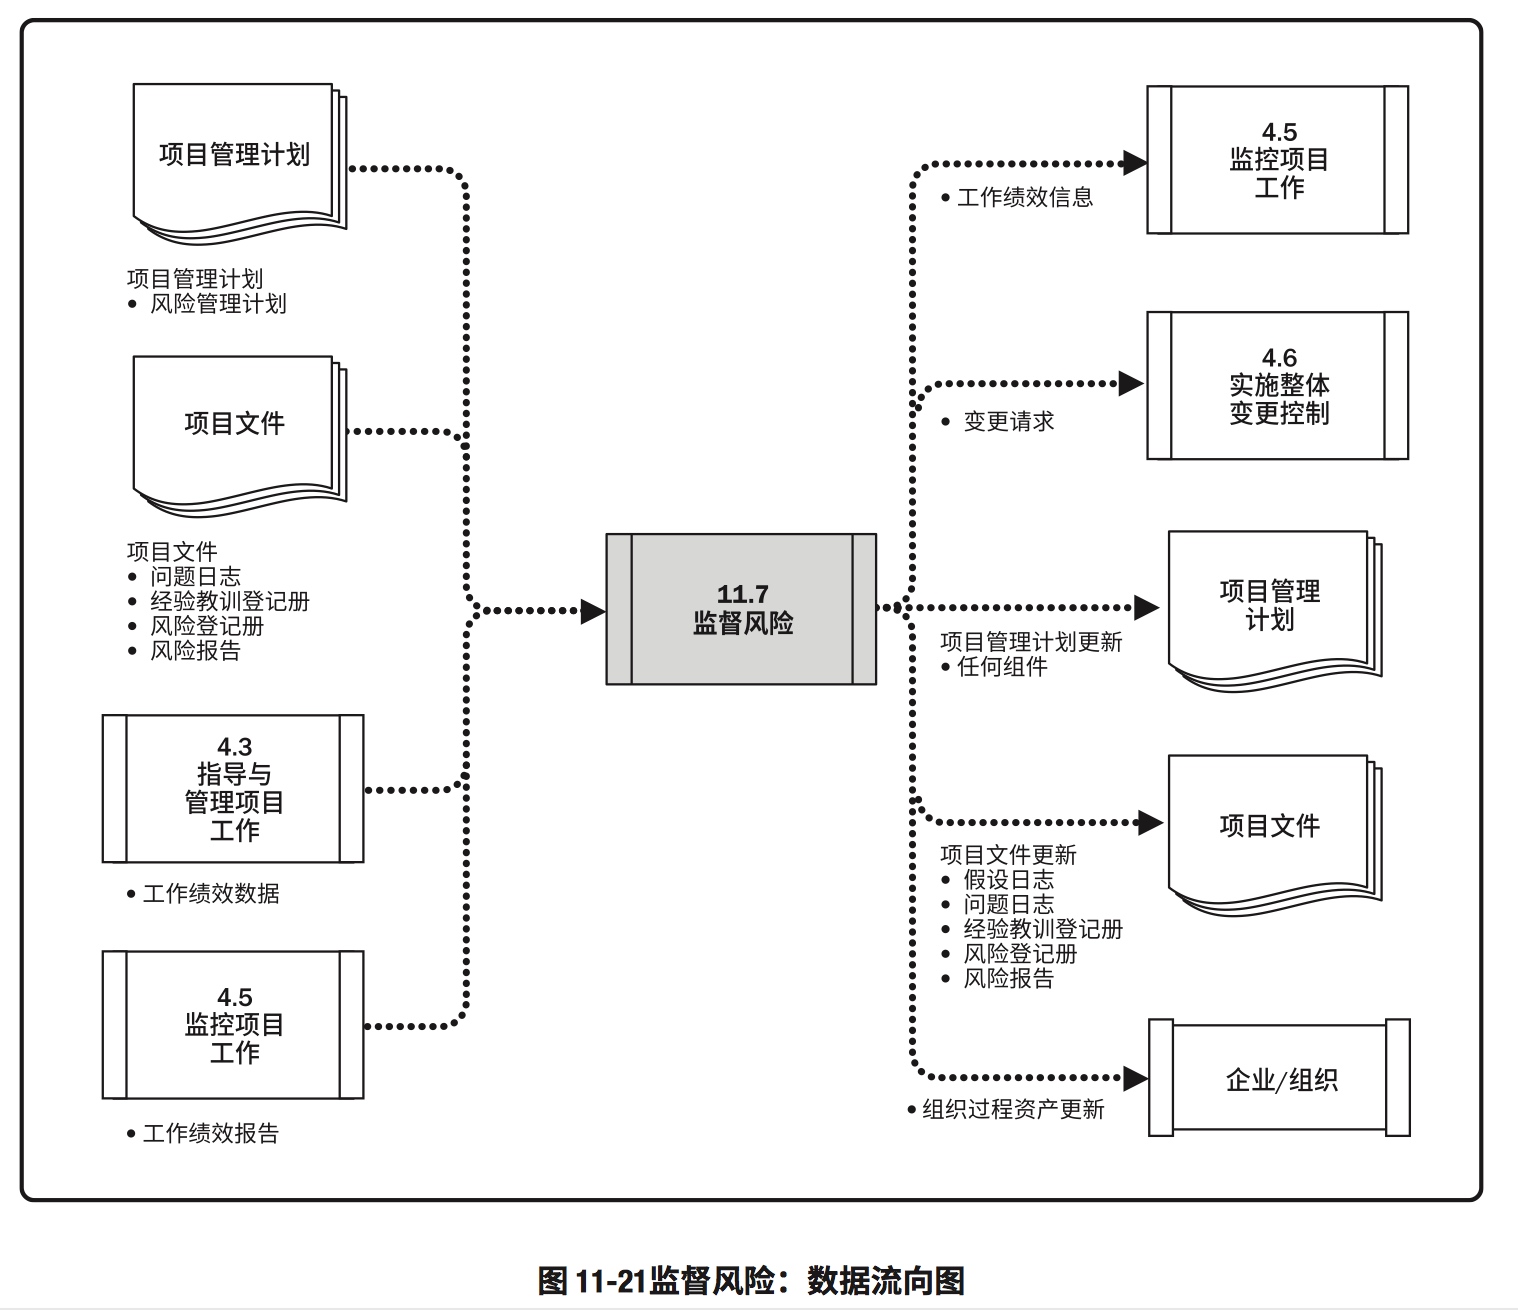 项目管理计划
项目管理计划
● 风险管理计划
项目文件
项目文件
● 问题日志
● 经验教训登记册
● 风险登记册
● 风险报告
4.3
指导与
管理项目
工作
● 工作绩效数据
4.5
监控项目
工作
● 工作绩效报告
11.7
监督风险
4.5
监控项目
工作
● 工作绩效信息
4.6
实施整体
变更控制
● 变更请求
项目管理
计划
项目管理计划更新
● 任何组件
项目文件
项目文件更新
● 假设日志
● 问题日志
● 经验教训登记册
● 风险登记册
● 风险报告
企业/组织
● 组织过程资产更新
图 11-21监督风险：数据流向图